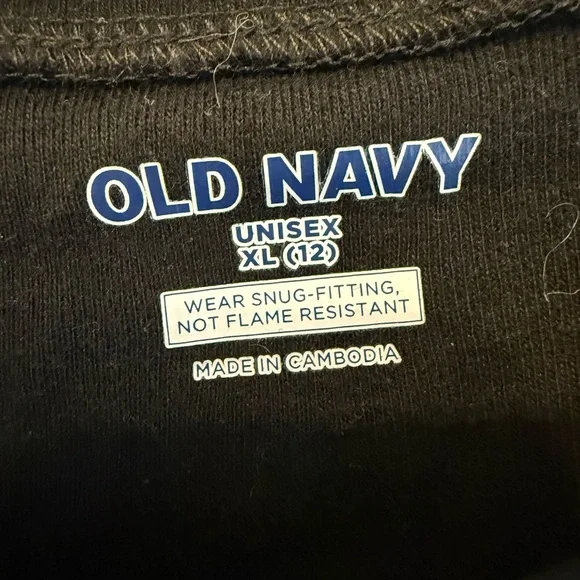 OLD NAVY
UNISEX
XL (12)
WEAR SNUG-FITTING,
NOT FLAME RESISTANT
MADE IN CAMBODIA